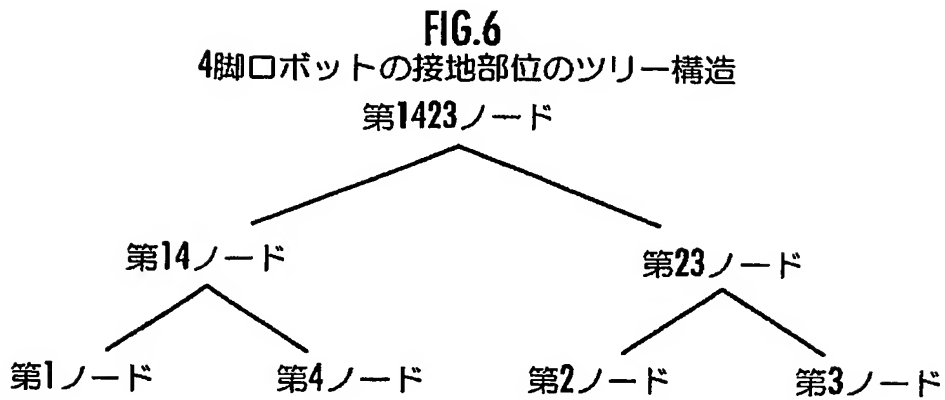 FIG.6
4脚ロボットの接地部位のツリー構造
第1423ノード
第14ノード
第23ノード
第1ノード
第4ノード
第2ノード
第3ノード